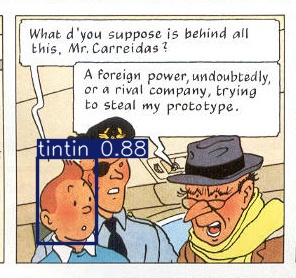 What d'you suppose is behind all
this, Mr. Carreidas?
A foreign power, undoubtedly,
or a rival company, trying
to steal my prototype.
tintin 0.88